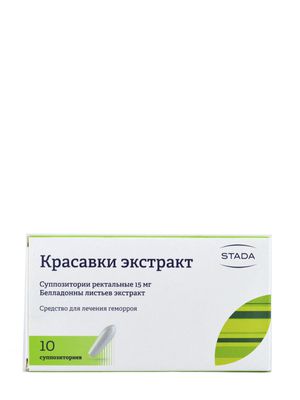 STADA
Красавки экстракт
Суппозитории ректальные 15 мг
Белладонны листьев экстракт
Средство для лечения геморроя
10
суппозиториев